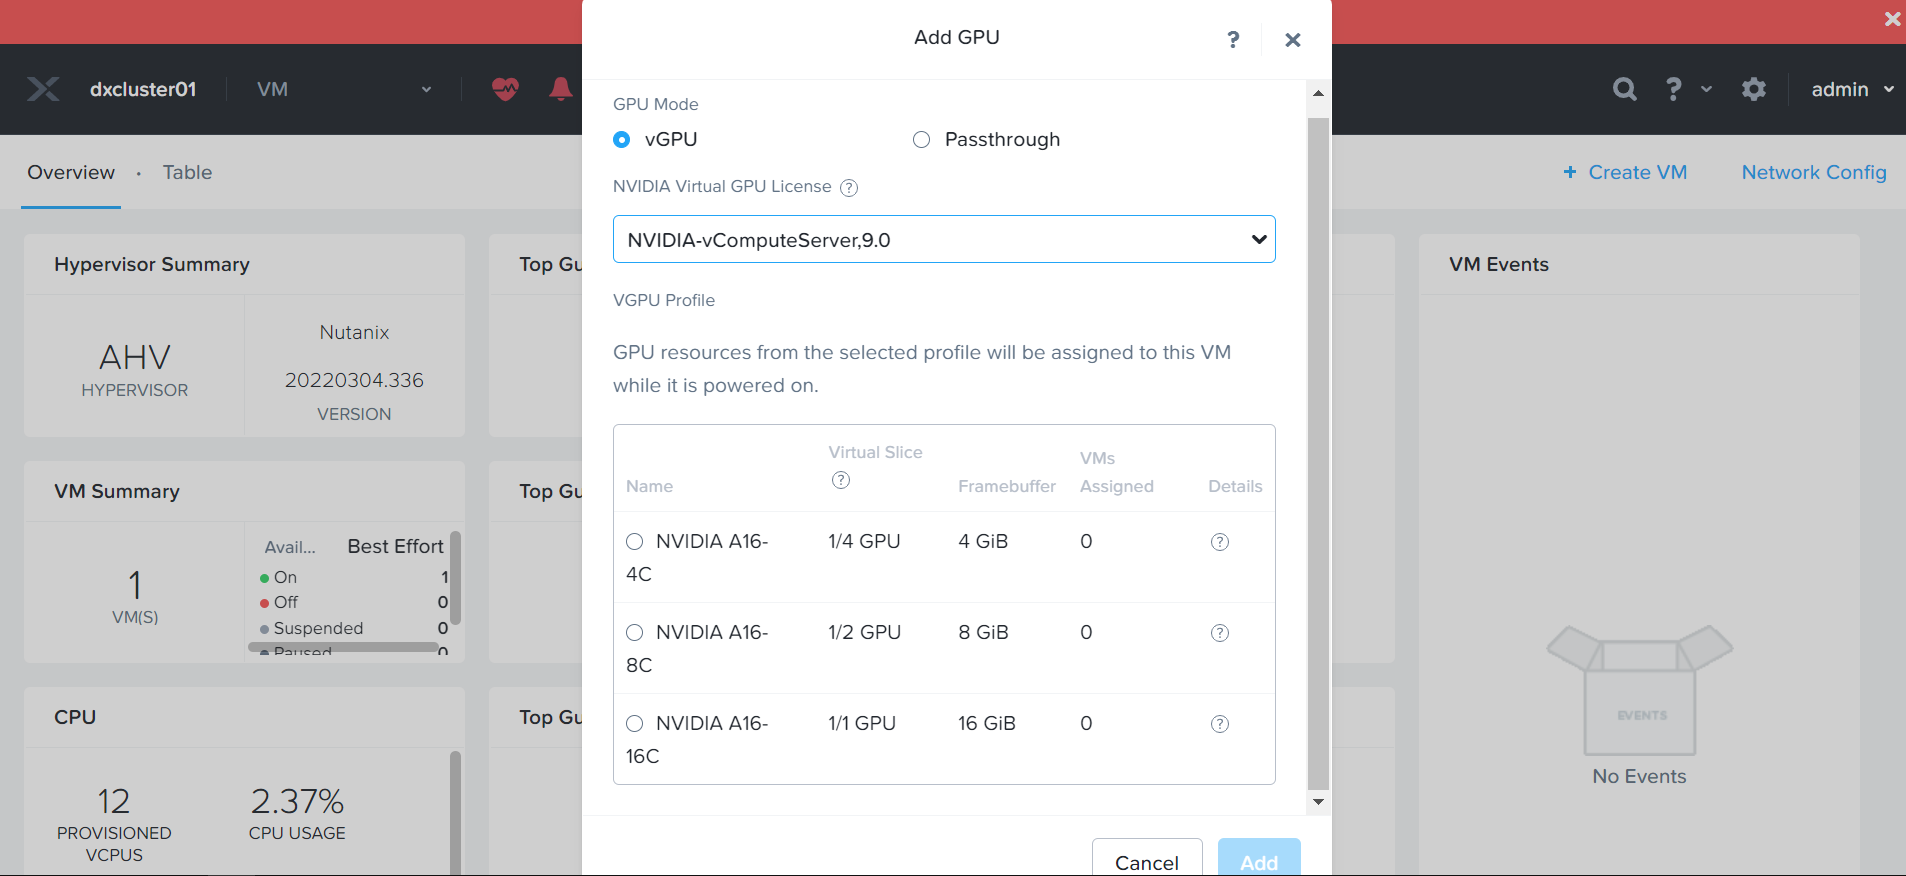 Add GPU
?
dxcluster01
VM
?
admin
Overview · Table
+ Create VM
Network Config
Hypervisor Summary
AHV
HYPERVISOR
Nutanix
20220304.336
VERSION
VM Summary
1
VM(S)
Avail... Best Effort
On 1
Off 0
Suspended 0
Paused 0
CPU
12
PROVISIONED
VCPUS
2.37%
CPU USAGE
Top Gu
Top Gu
Top Gu
GPU Mode
vGPU
Passthrough
NVIDIA Virtual GPU License ?
NVIDIA-vComputeServer,9.0
VGPU Profile
GPU resources from the selected profile will be assigned to this VM
while it is powered on.
Name
Virtual Slice
?
Framebuffer
VMs
Assigned
Details
NVIDIA A16-
4C
1/4 GPU
4 GiB
0
?
NVIDIA A16-
8C
1/2 GPU
8 GiB
0
?
NVIDIA A16-
16C
1/1 GPU
16 GiB
0
?
Cancel
Add
VM Events
EVENTS
No Events